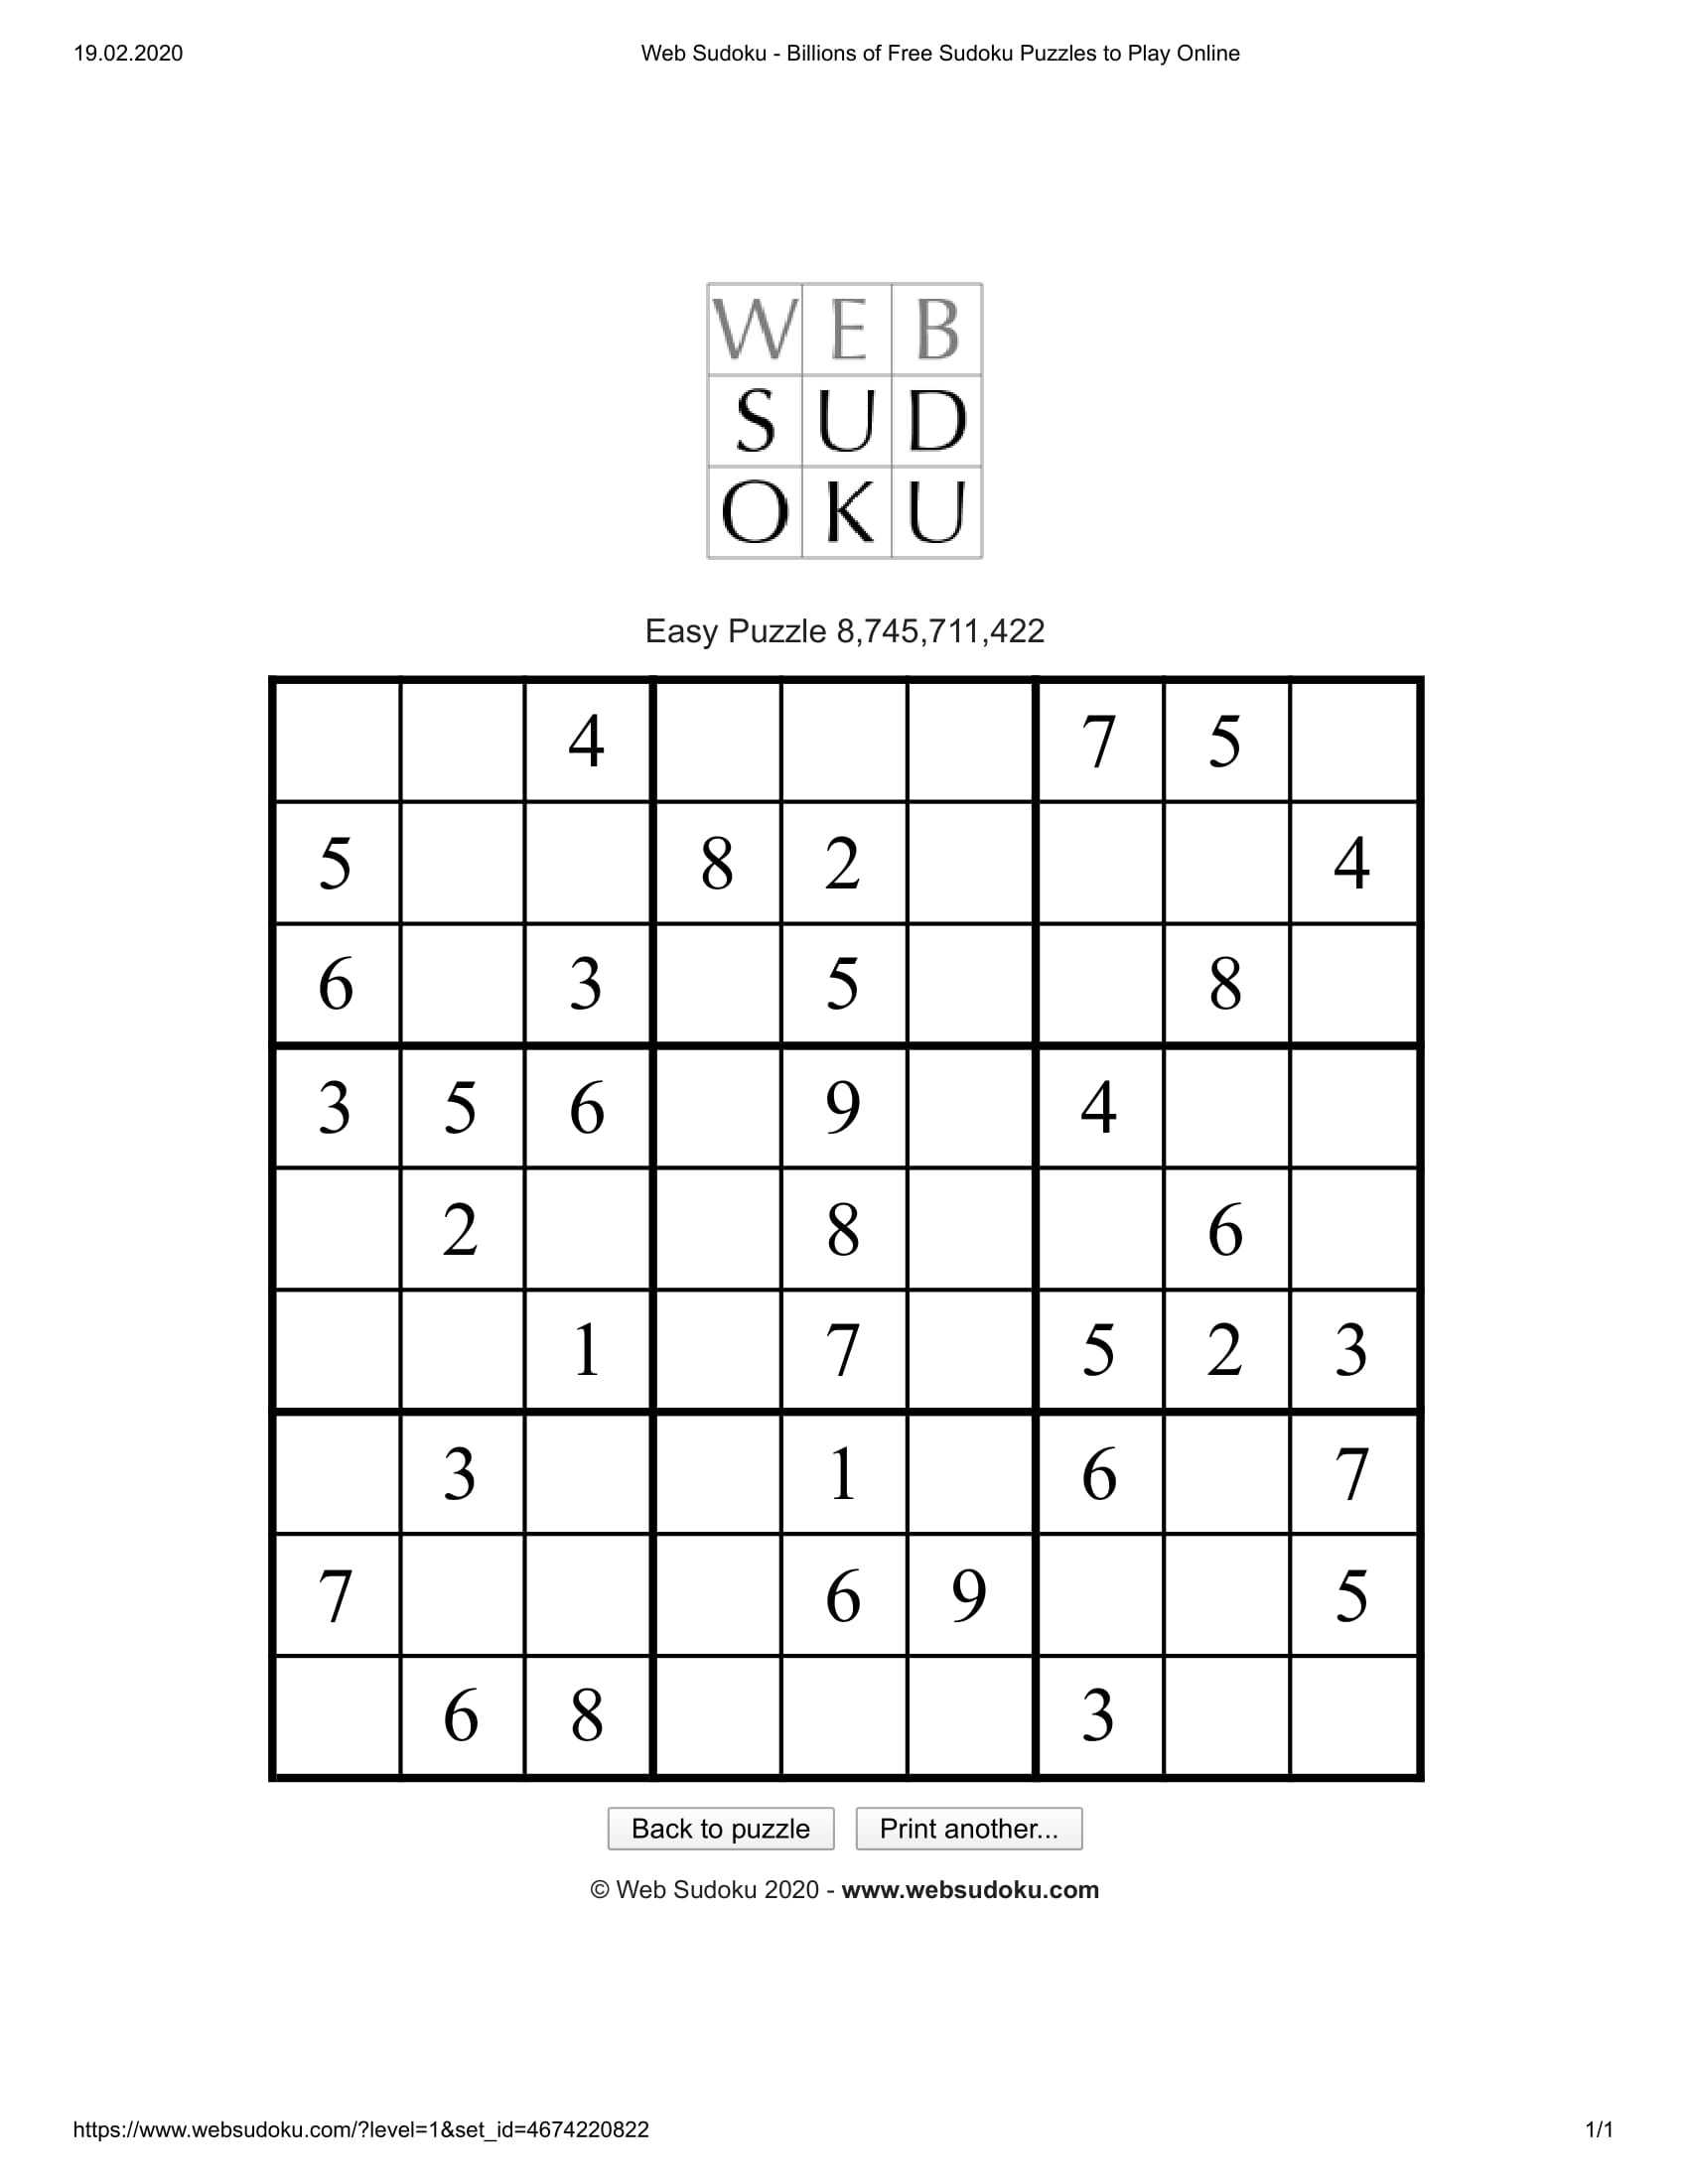 19.02.2020 Web Sudoku - Billions of Free Sudoku Puzzles to Play Online
W E B
S U D
O K U
Easy Puzzle 8,745,711,422
4 7 5
5 8 2 4
6 3 5 8
3 5 6 9 4
2 8 6
1 7 5 2 3
3 1 6 7
7 6 9 5
6 8 3
Back to puzzle Print another...
© Web Sudoku 2020 - www.websudoku.com
https://www.websudoku.com/?level=1&set_id=4674220822 1/1